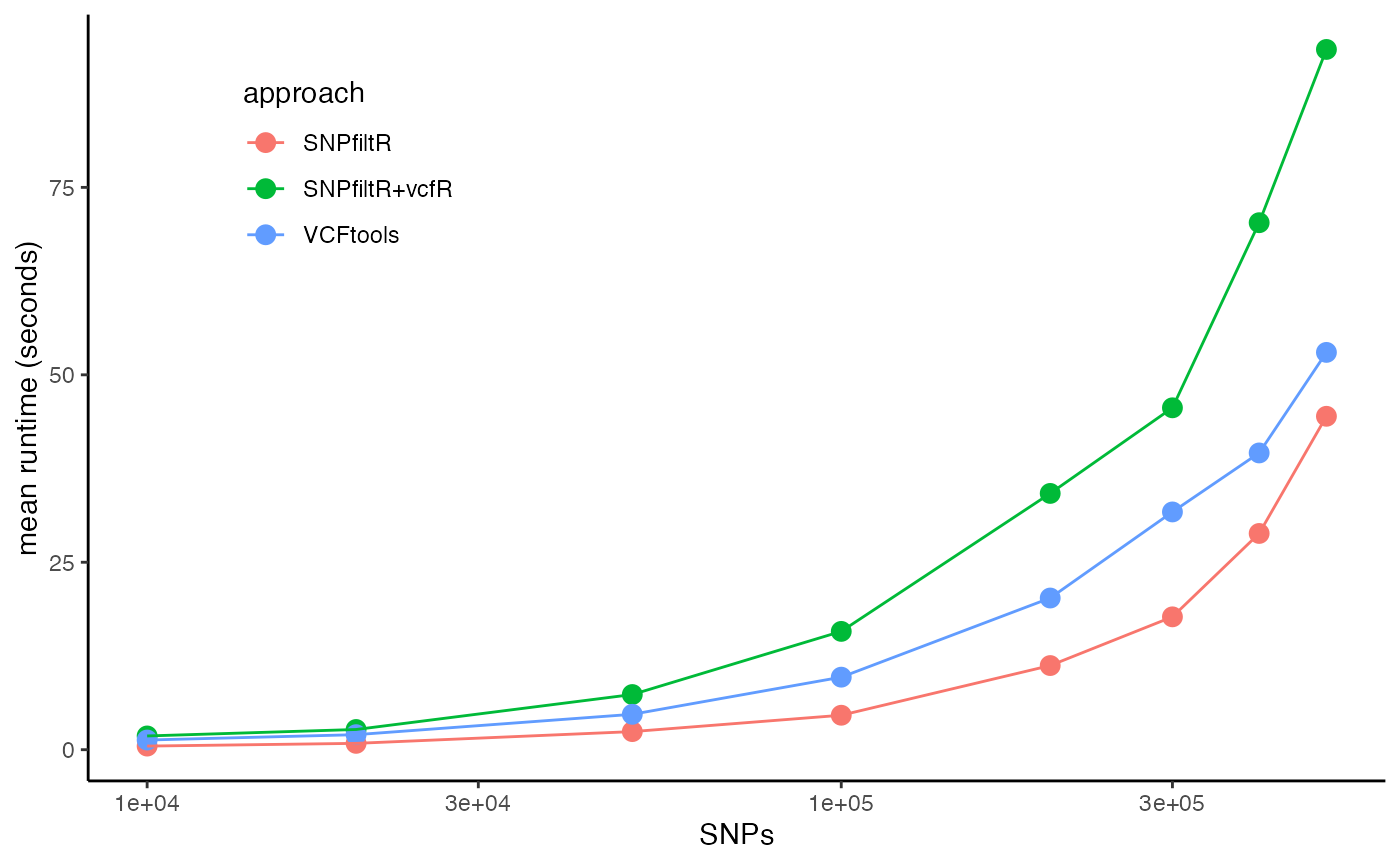 approach
SNPfiltR
SNPfiltR+vcfR
VCFtools
mean runtime (seconds)
75
50
25
0
1e+04 3e+04 1e+05 3e+05
SNPs